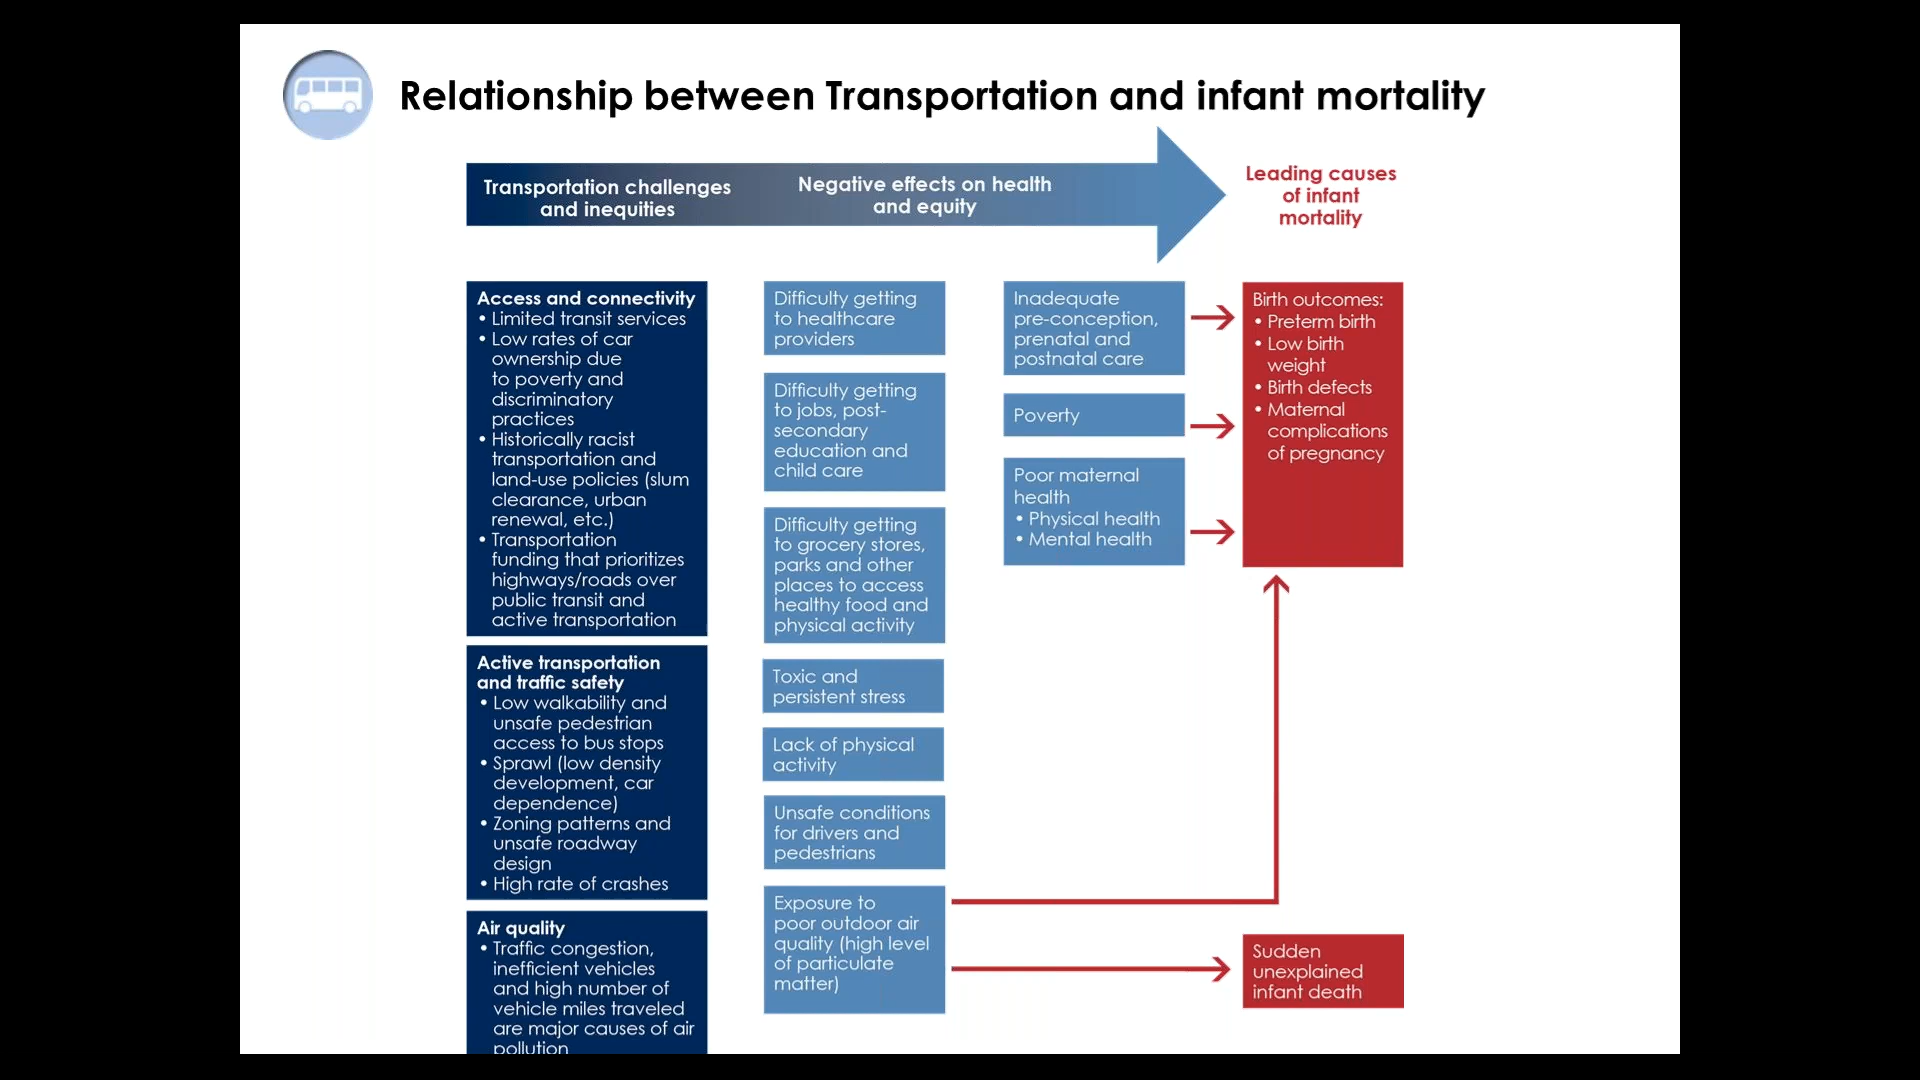 Relationship between Transportation and infant mortality
Transportation challenges
and inequities
Negative effects on health
and equity
Leading causes
of infant
mortality
Access and connectivity
• Limited transit services
• Low rates of car
ownership due
to poverty and
discriminatory
practices
• Historically racist
transportation and
land-use policies (slum
clearance, urban
renewal, etc.)
• Transportation
funding that prioritizes
highways/roads over
public transit and
active transportation
Active transportation
and traffic safety
• Low walkability and
unsafe pedestrian
access to bus stops
• Sprawl (low density
development, car
dependence)
• Zoning patterns and
unsafe roadway
design
• High rate of crashes
Air quality
• Traffic congestion,
inefficient vehicles
and high number of
vehicle miles traveled
are major causes of air
pollution
Difficulty getting
to healthcare
providers
Difficulty getting
to jobs, post-
secondary
education and
child care
Difficulty getting
to grocery stores,
parks and other
places to access
healthy food and
physical activity
Toxic and
persistent stress
Lack of physical
activity
Unsafe conditions
for drivers and
pedestrians
Exposure to
poor outdoor air
quality (high level
of particulate
matter)
Inadequate
pre-conception,
prenatal and
postnatal care
Poverty
Poor maternal
health
• Physical health
• Mental health
Birth outcomes:
• Preterm birth
• Low birth
weight
• Birth defects
• Maternal
complications
of pregnancy
Sudden
unexplained
infant death